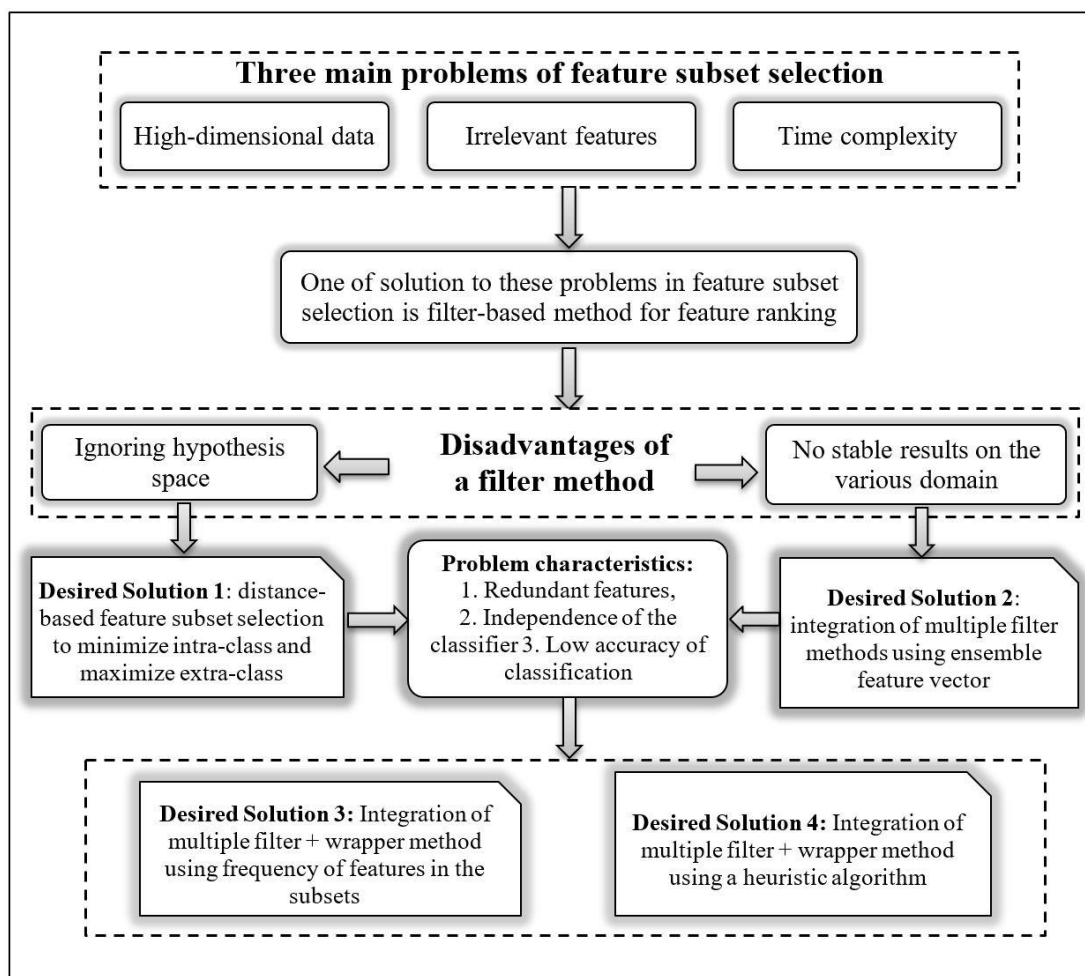 Three main problems of feature subset selection
High-dimensional data
Irrelevant features
Time complexity
One of solution to these problems in feature subset
selection is filter-based method for feature ranking
Ignoring hypothesis
space
Disadvantages of
a filter method
No stable results on the
various domain
Desired Solution 1: distance-
based feature subset selection
to minimize intra-class and
maximize extra-class
Problem characteristics:
1. Redundant features,
2. Independence of the
classifier 3. Low accuracy of
classification
Desired Solution 2:
integration of multiple filter
methods using ensemble
feature vector
Desired Solution 3: Integration of
multiple filter + wrapper method
using frequency of features in the
subsets
Desired Solution 4: Integration of
multiple filter + wrapper method
using a heuristic algorithm